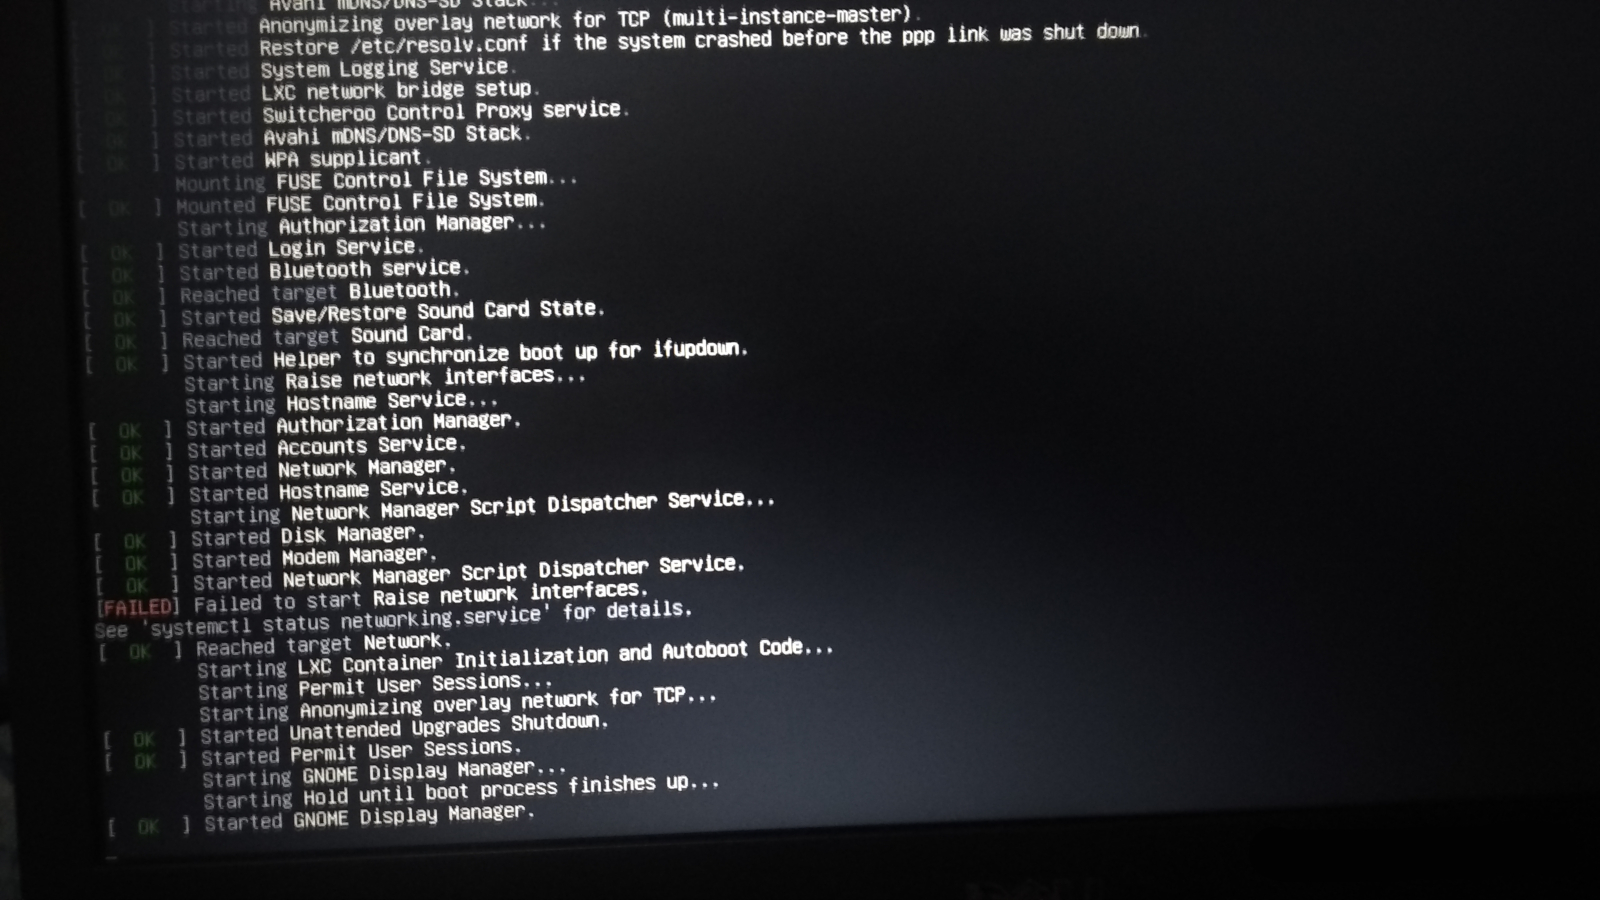 Starting Avahi mDNS/DNS-SD Stack...
[ OK ] Started Anonymizing overlay network for TCP (multi-instance-master).
[ OK ] Started Restore /etc/resolv.conf if the system crashed before the ppp link was shut down.
[ OK ] Started System Logging Service.
[ OK ] Started LXC network bridge setup.
[ OK ] Started Switcheroo Control Proxy service.
[ OK ] Started Avahi mDNS/DNS-SD Stack.
[ OK ] Started WPA supplicant.
Mounting FUSE Control File System...
[ OK ] Mounted FUSE Control File System.
Starting Authorization Manager...
[ OK ] Started Login Service.
[ OK ] Started Bluetooth service.
[ OK ] Reached target Bluetooth.
[ OK ] Started Save/Restore Sound Card State.
[ OK ] Reached target Sound Card.
[ OK ] Started Helper to synchronize boot up for ifupdown.
Starting Raise network interfaces...
Starting Hostname Service...
[ OK ] Started Authorization Manager.
[ OK ] Started Accounts Service.
[ OK ] Started Network Manager.
[ OK ] Started Hostname Service.
Starting Network Manager Script Dispatcher Service...
[ OK ] Started Disk Manager.
[ OK ] Started Modem Manager.
[ OK ] Started Network Manager Script Dispatcher Service.
[FAILED] Failed to start Raise network interfaces.
See 'systemctl status networking.service' for details.
[ OK ] Reached target Network.
Starting LXC Container Initialization and Autoboot Code...
Starting Permit User Sessions...
Starting Anonymizing overlay network for TCP...
[ OK ] Started Unattended Upgrades Shutdown.
[ OK ] Started Permit User Sessions.
Starting GNOME Display Manager...
Starting Hold until boot process finishes up...
[ OK ] Started GNOME Display Manager.